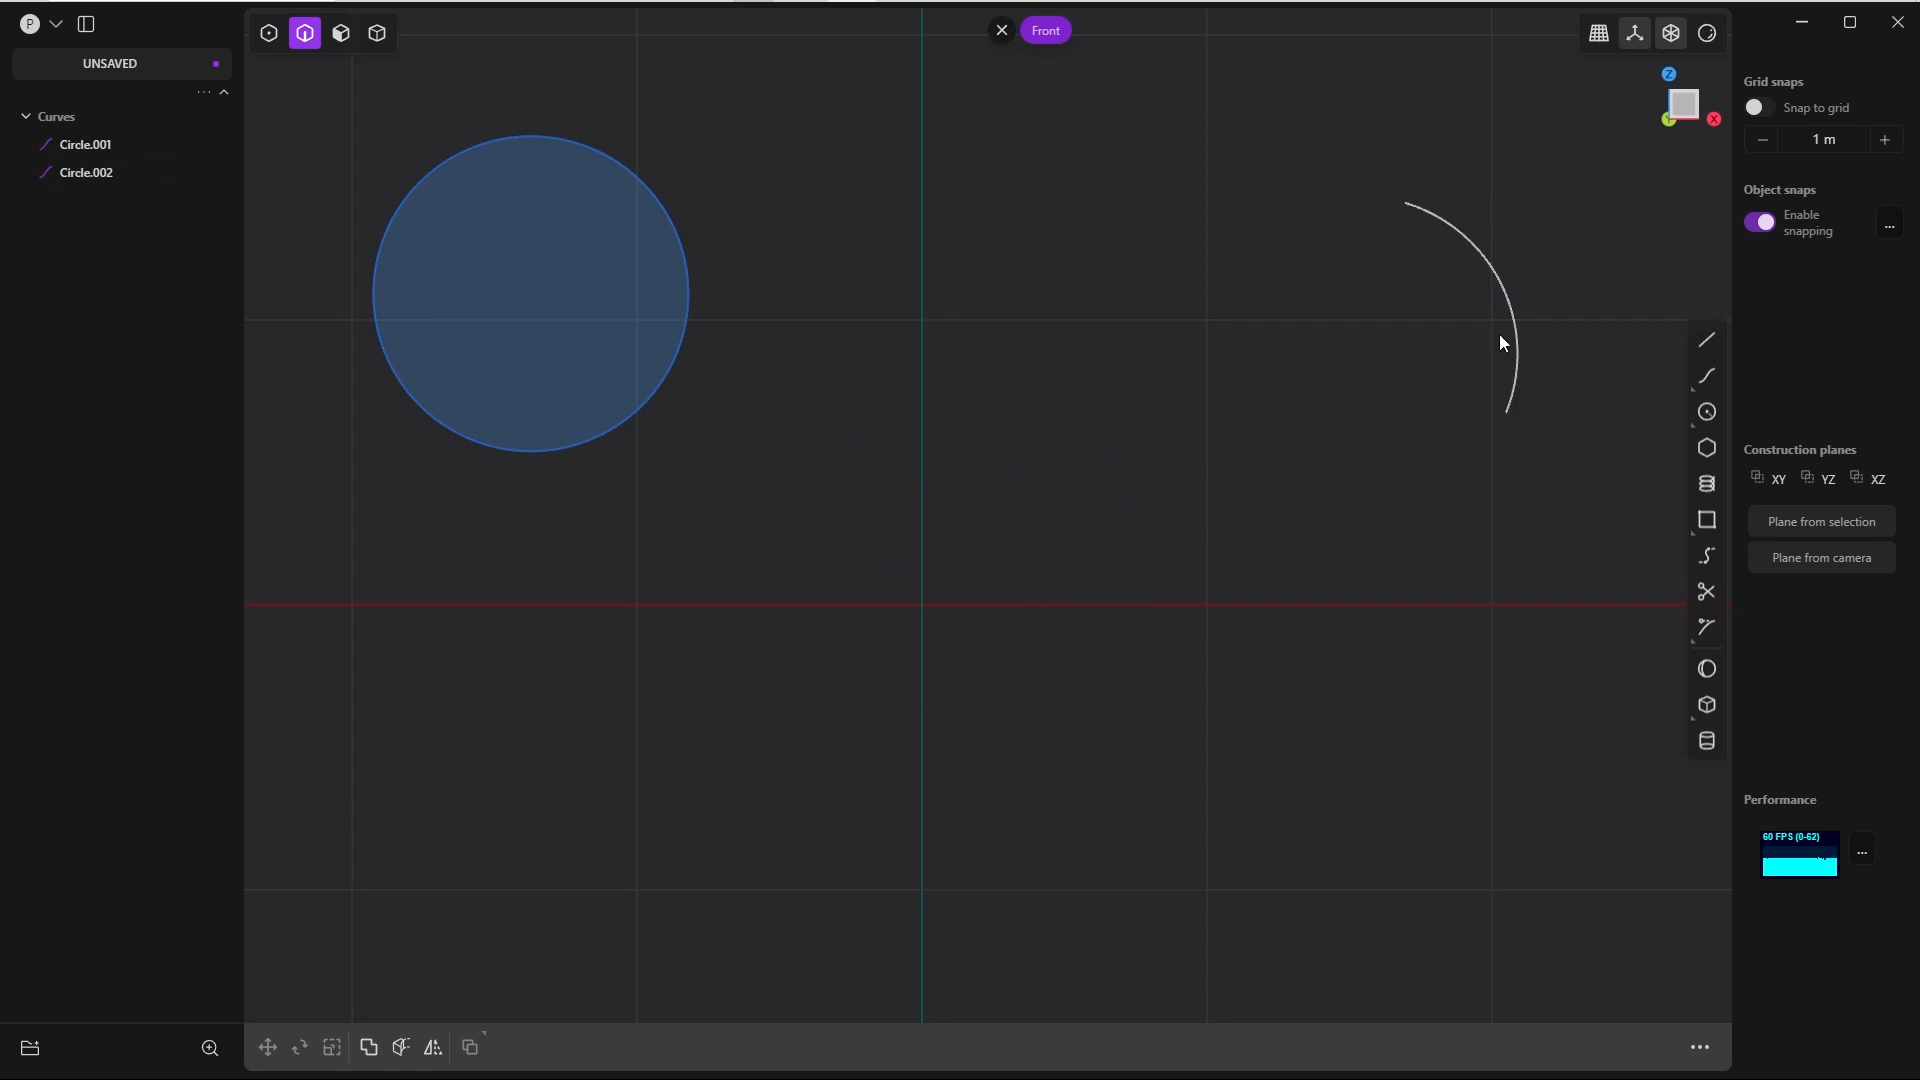 P
UNSAVED
...
Curves
Circle.001
Circle.002
Front
Z
Y
X
Grid snaps
Snap to grid
1 m
Object snaps
Enable
snapping
...
Construction planes
XY YZ XZ
Plane from selection
Plane from camera
Performance
60 FPS (0-62)
...